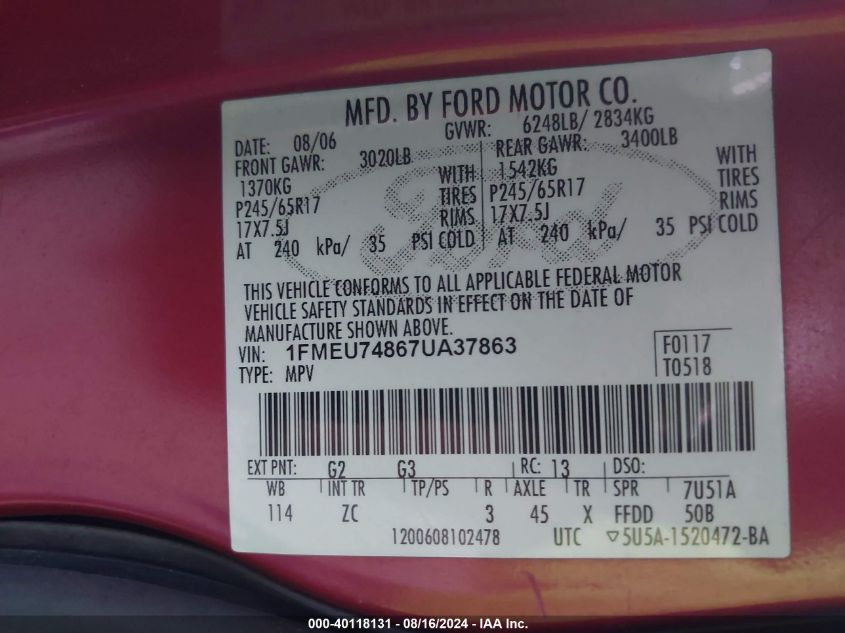 MFD. BY FORD MOTOR CO.
DATE: 08/06 GVWR: 6248LB/ 2834KG
FRONT GAWR: 3020LB REAR GAWR: 3400LB
1370KG WITH 1542KG WITH
P245/65R17 TIRES P245/65R17 TIRES
17X7.5J RIMS 17X7.5J RIMS
AT 240 kPa/ 35 PSI COLD AT 240 kPa/ 35 PSI COLD
Ford
THIS VEHICLE CONFORMS TO ALL APPLICABLE FEDERAL MOTOR
VEHICLE SAFETY STANDARDS IN EFFECT ON THE DATE OF
MANUFACTURE SHOWN ABOVE.
VIN: 1FMEU74867UA37863 F0117
TYPE: MPV T0518
EXT PNT: G2 G3 RC: 13 DSO:
WB INT TR TP/PS R AXLE TR SPR 7U51A
114 ZC 3 45 X FFDD 50B
1200608102478 UTC ▽5U5A-1520472-BA
000-40118131 - 08/16/2024 - IAA Inc.